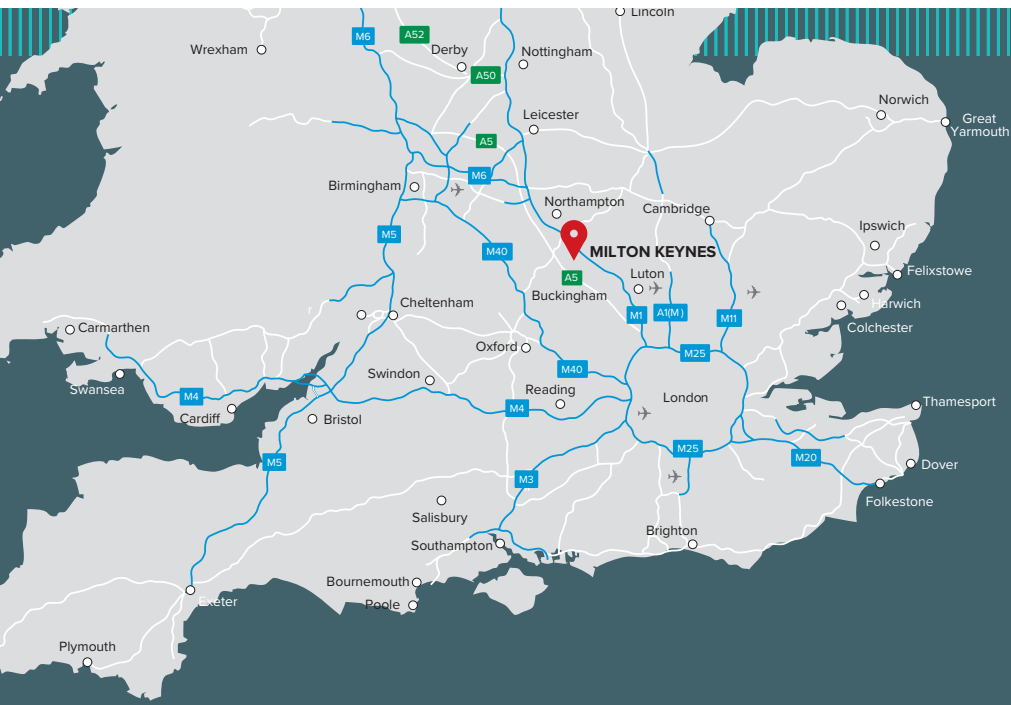 Lincoln
M6
A52
Wrexham
Derby
Nottingham
A50
Norwich
Great
Yarmouth
Leicester
A5
M6
Birmingham
Northampton
Cambridge
M5
Ipswich
M40
MILTON KEYNES
Felixstowe
Luton
A5
Buckingham
Harwich
Cheltenham
M1
A1(M)
M11
Colchester
Carmarthen
Oxford
M25
Swindon
M40
Swansea
Reading
M4
London
Thamesport
M4
Cardiff
Bristol
M25
M20
M5
Dover
M3
Folkestone
Salisbury
Brighton
Southampton
Bournemouth
Exeter
Poole
Plymouth